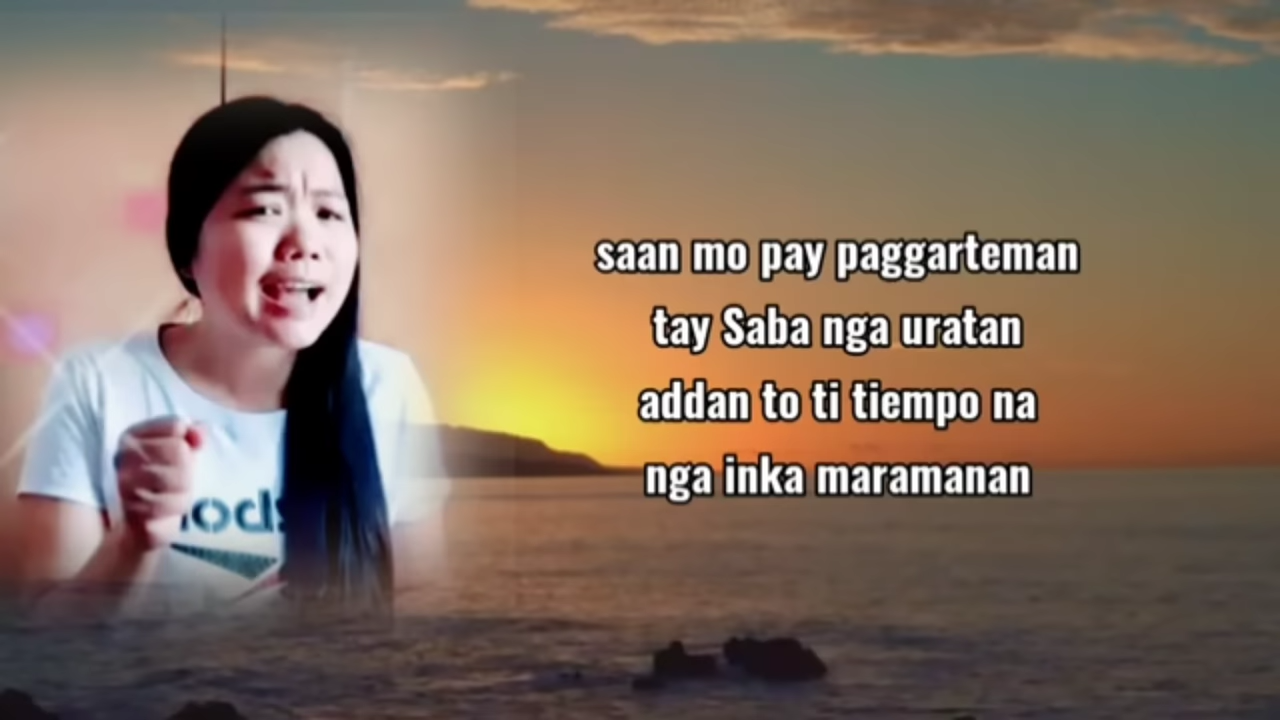 saan mo pay paggarteman
tay Saba nga uratan
addan to ti tiempo na
nga inka maramanan